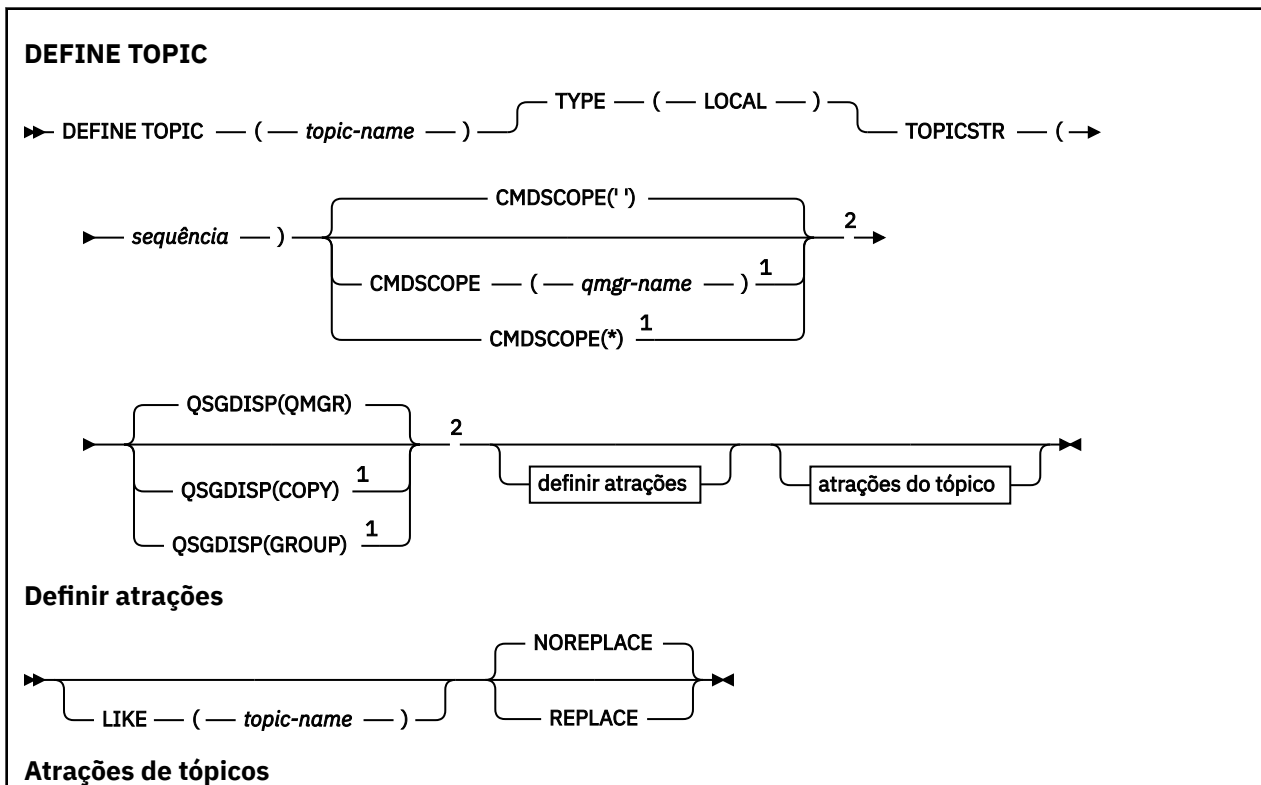 DEFINE TOPIC
TYPE ( LOCAL )
DEFINE TOPIC ( topic-name ) TOPICSTR (
CMDSCOPE(' ')
sequência ) 2
CMDSCOPE ( qmgr-name ) 1
CMDSCOPE(*) 1
QSGDISP(QMGR)
2
QSGDISP(COPY) 1
definir atrações
atrações do tópico
QSGDISP(GROUP) 1
Definir atrações
NOREPLACE
LIKE ( topic-name )
REPLACE
Atrações de tópicos